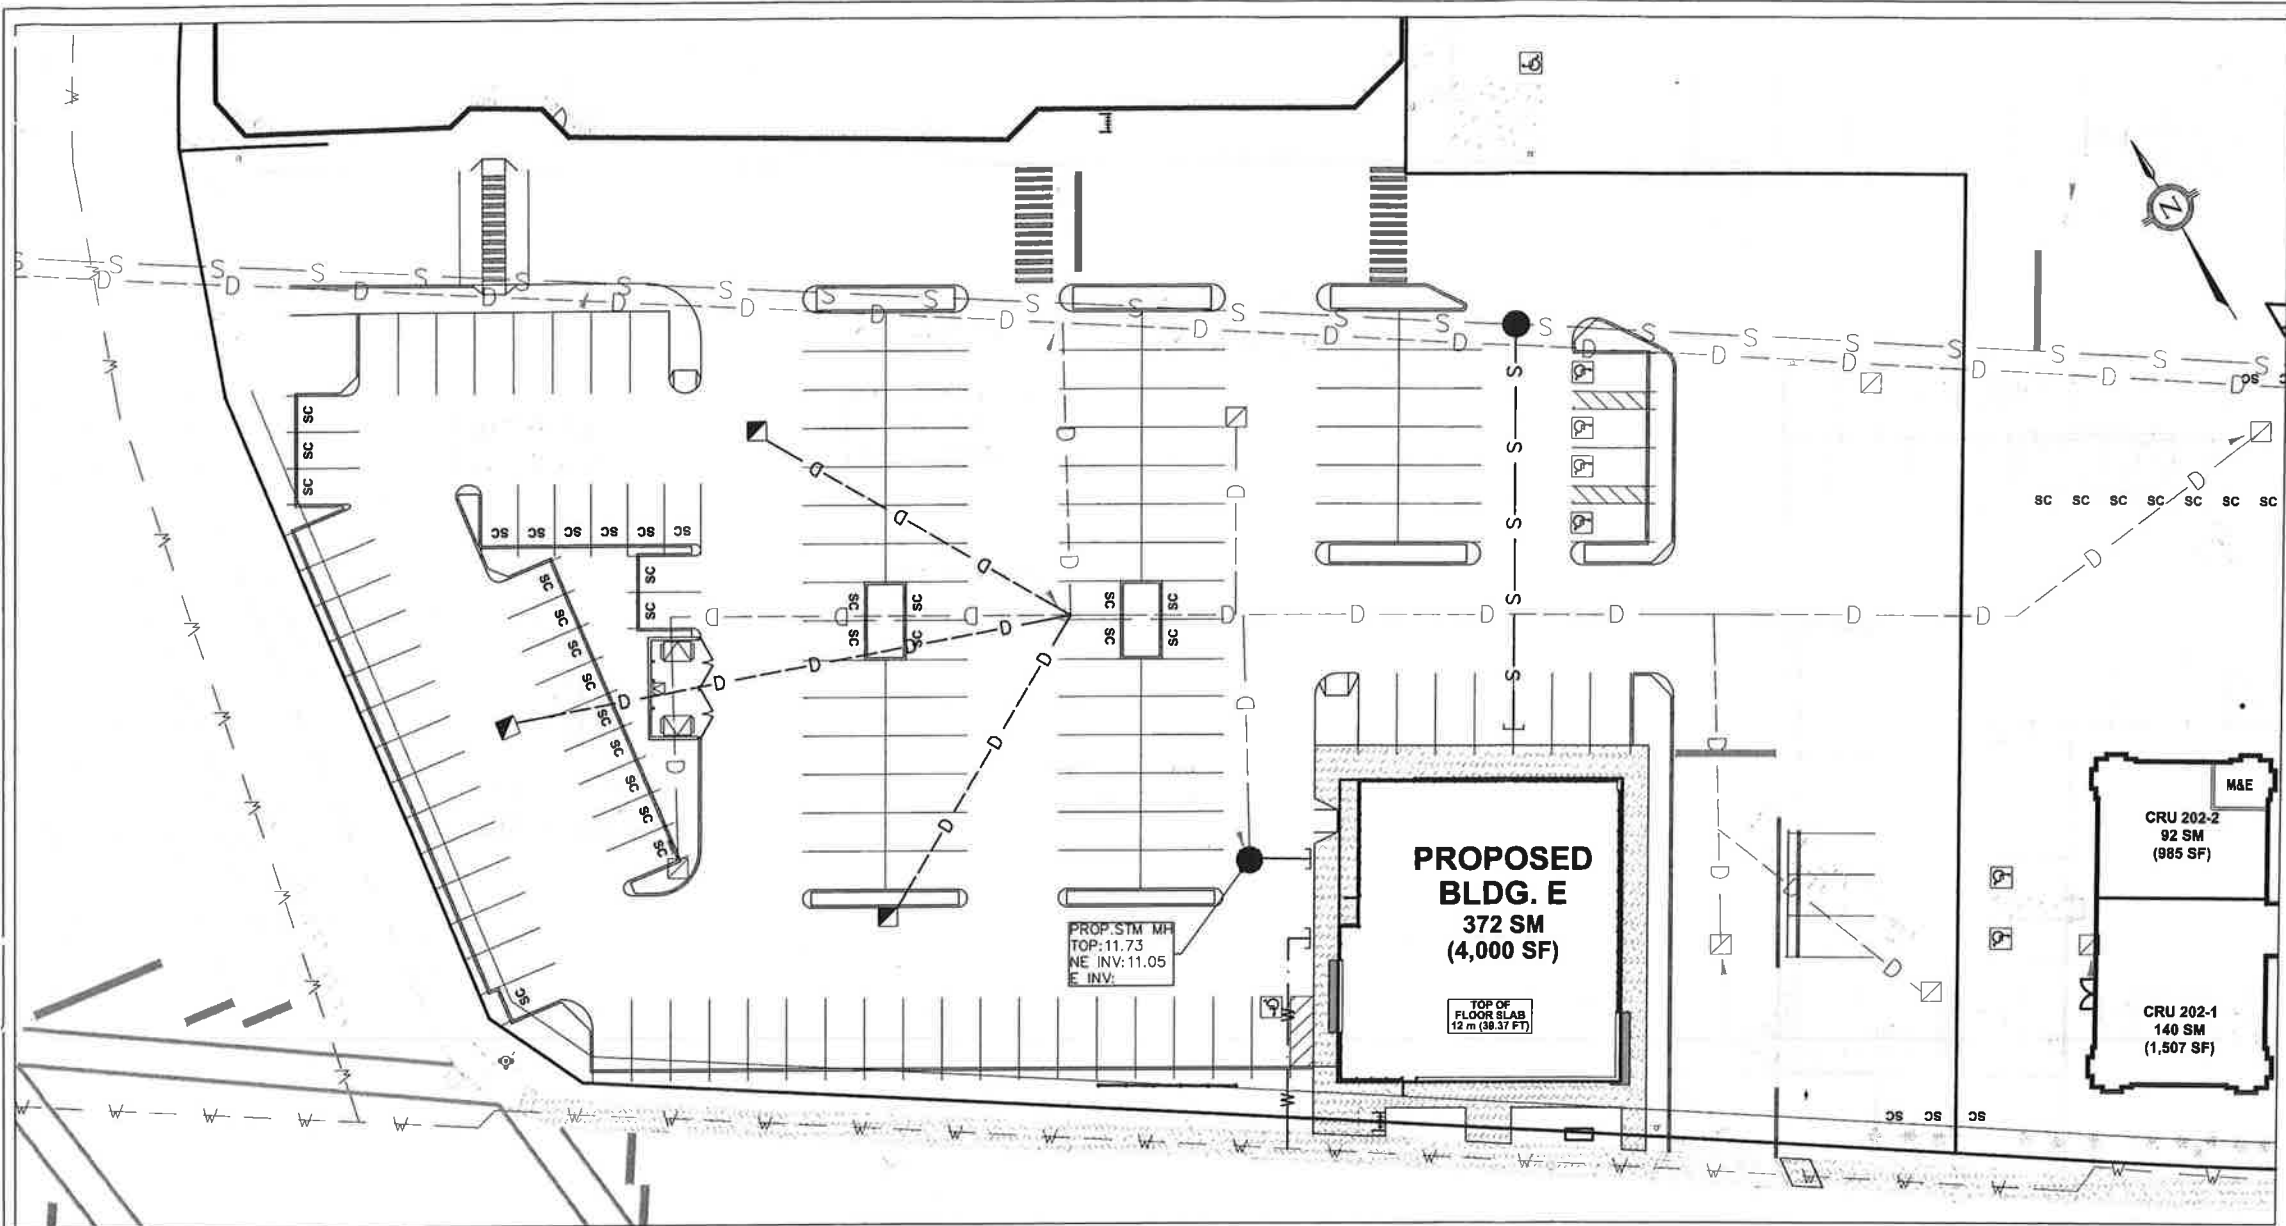 N
SC
SC
SC
SC SC SC SC SC SC
SC
SC
SC
SC
SC
SC
SC
SC
SC
SC
SC
SC
SC
SC
SC SC
SC SC
SC SC
SC SC
SC SC SC SC SC SC SC
PROP.STM MH
TOP:11.73
NE INV:11.05
E INV:
PROPOSED
BLDG. E
372 SM
(4,000 SF)
TOP OF
FLOOR SLAB
12 m (39.37 FT)
M&E
CRU 202-2
92 SM
(985 SF)
CRU 202-1
140 SM
(1,507 SF)
SC SC SC
S S S S S S S S S S S S S S S S S S S S S S S
D D D D D D D D D D D D D D D D D D
S
S
S
S
S
D D D
D D D D
D D D
D D D D D D D D D D
W W W W W W W W W W